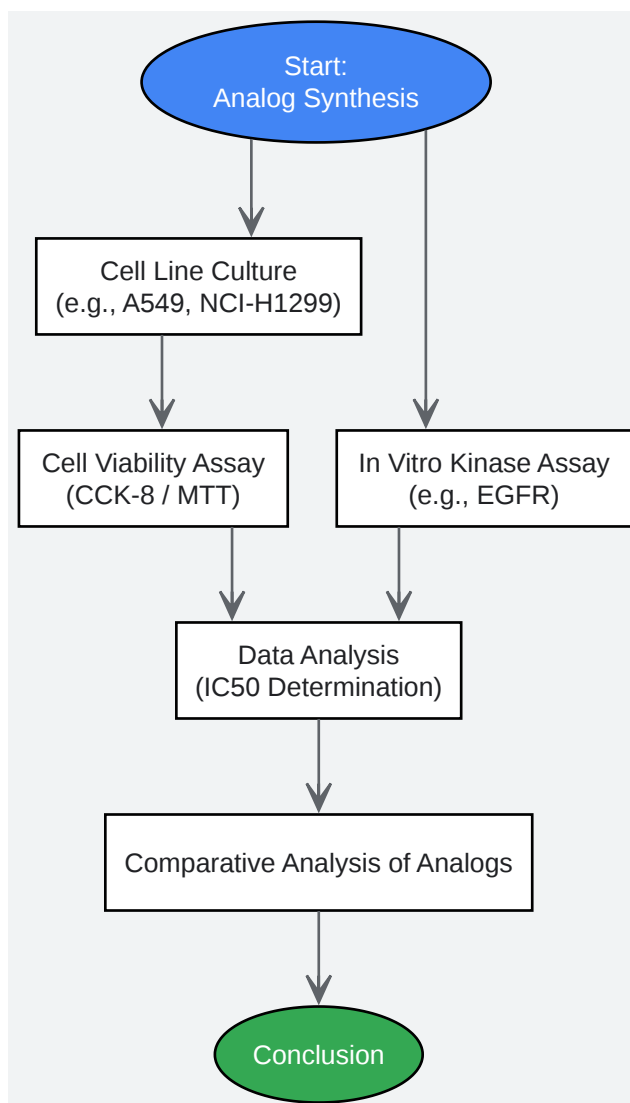 Start:
Analog Synthesis
Cell Line Culture
(e.g., A549, NCI-H1299)
Cell Viability Assay
(CCK-8 / MTT)
In Vitro Kinase Assay
(e.g., EGFR)
Data Analysis
(IC50 Determination)
Comparative Analysis of Analogs
Conclusion